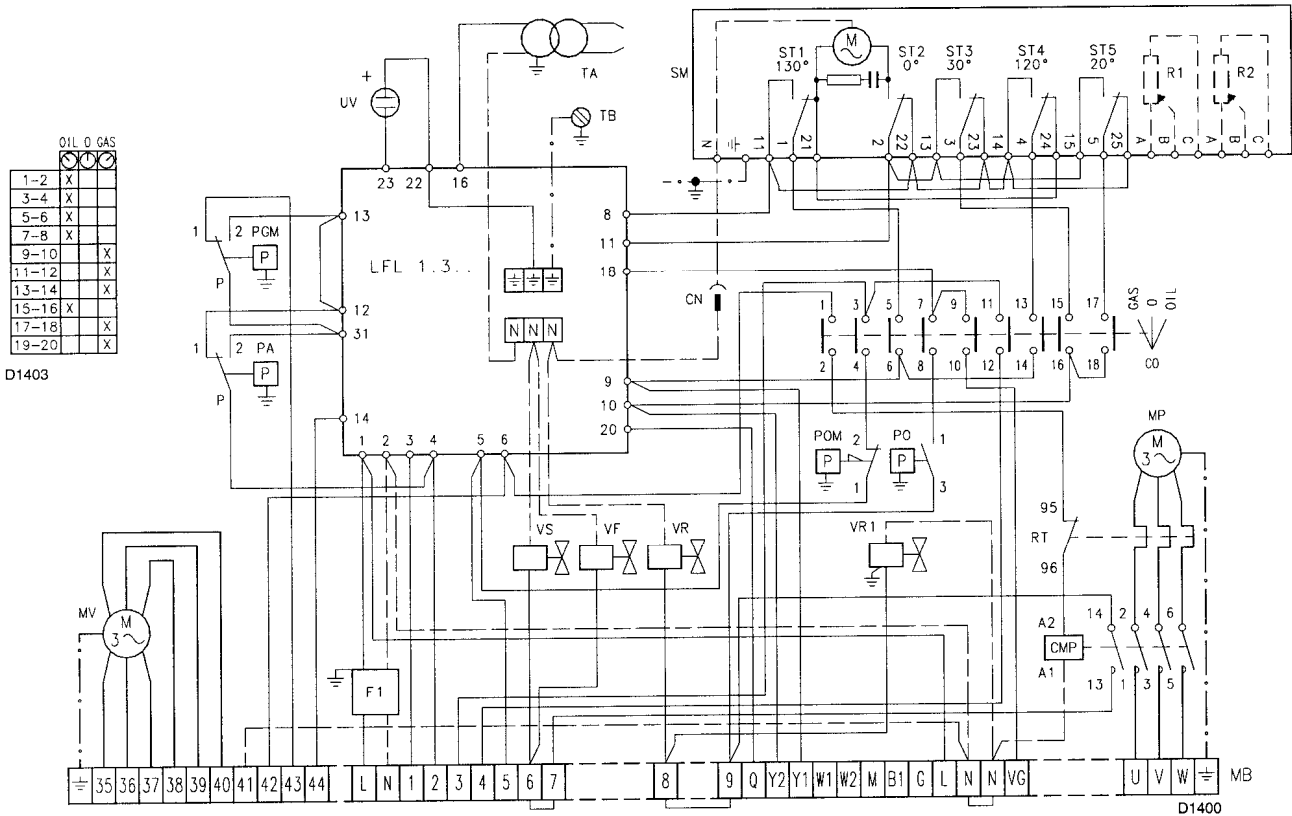 OIL O GAS
1-2 X
3-4 X
5-6 X
7-8 X
9-10 X
11-12 X
13-14 X
15-16 X
17-18 X
19-20 X
D1403
TA
UV +
TB
23 22 16
LFL 1.3..
13
12
31
14
8
11
18
9
10
20
1 2 3 4 5 6
N N N
1 2 PGM
P
P
1 2 PA
P
P
SM
M
ST1 130°
ST2 0°
ST3 30°
ST4 120°
ST5 20°
R1
R2
N 11 1 21 2 22 13 3 23 14 4 24 15 5 25 A B C A B C
CN
1 3 5 7 9 11 13 15 17
2 4 6 8 10 12 14 16 18
GAS O OIL
CO
POM 2
P
1
PO 1
P
3
MP
M
3~
95
RT
96
A2
CMP
A1
14 2 4 6
13 1 3 5
VS
VF
VR
VR1
MV
M
3~
F1
35 36 37 38 39 40 41 42 43 44 L N 1 2 3 4 5 6 7 8 9 Q Y2 Y1 W1 W2 M B1 G L N N VG U V W MB
D1400